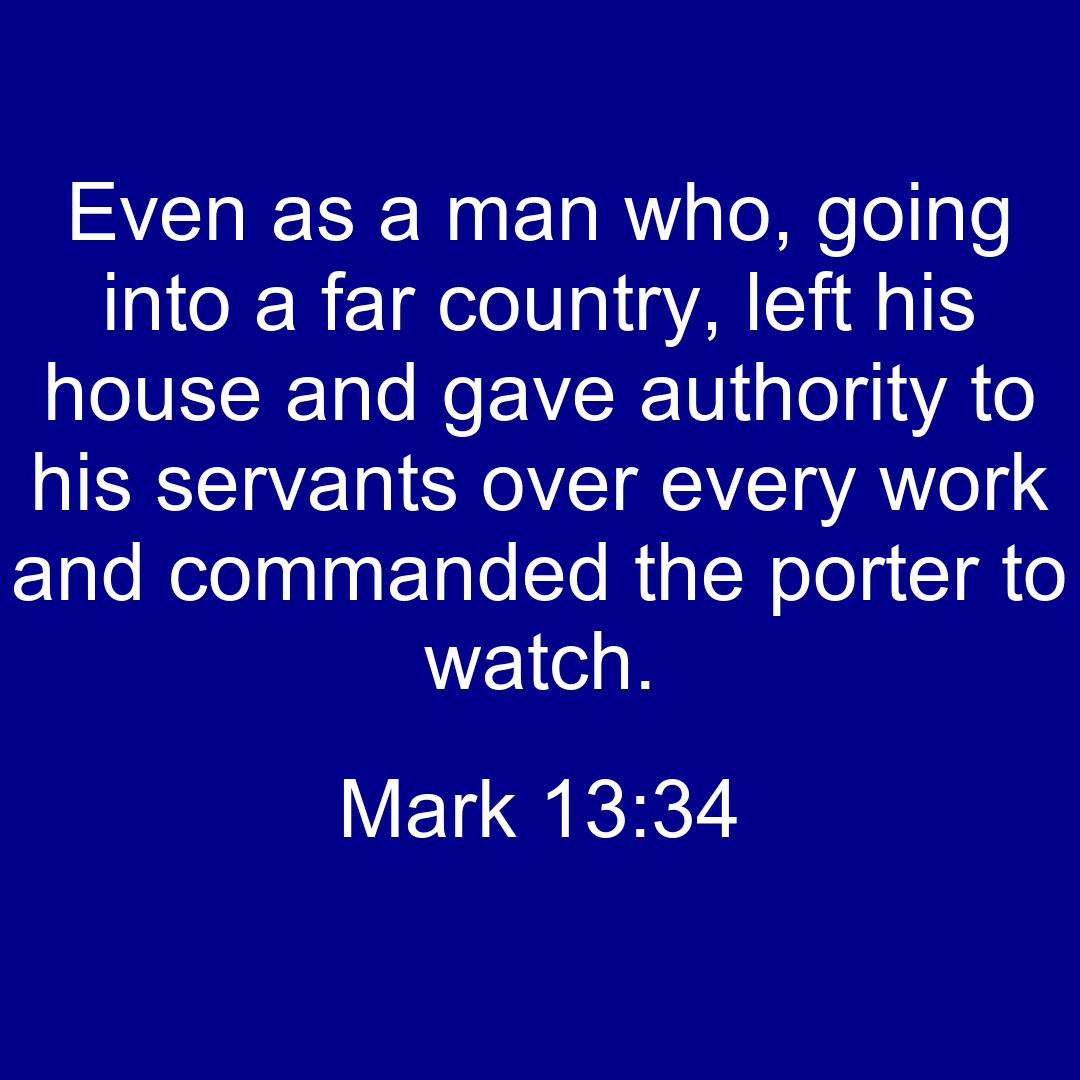 Even as a man who, going
into a far country, left his
house and gave authority to
his servants over every work
and commanded the porter to
watch.
Mark 13:34